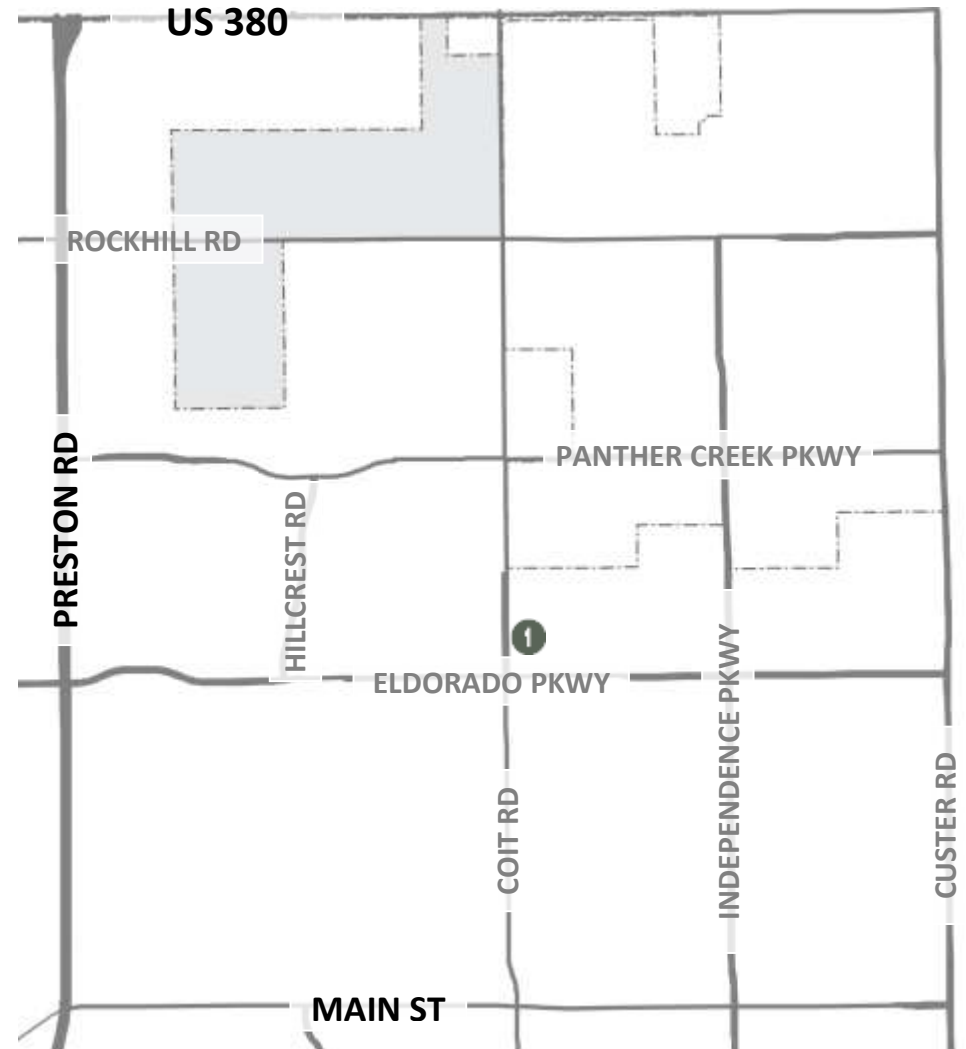 US 380
ROCKHILL RD
PRESTON RD
PANTHER CREEK PKWY
HILLCREST RD
1
ELDORADO PKWY
INDEPENDENCE PKWY
COIT RD
CUSTER RD
MAIN ST